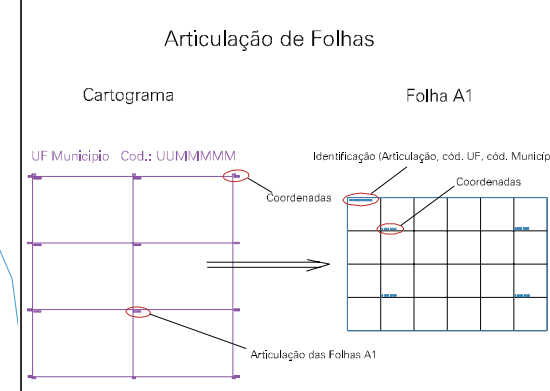 Articulação de Folhas
Cartograma
Folha A1
UF Municipio Cod.: UUMMMMM
Identificação (Articulação, cód. UF, cód. Municíp
Coordenadas
Coordenadas
Articulação das Folhas A1